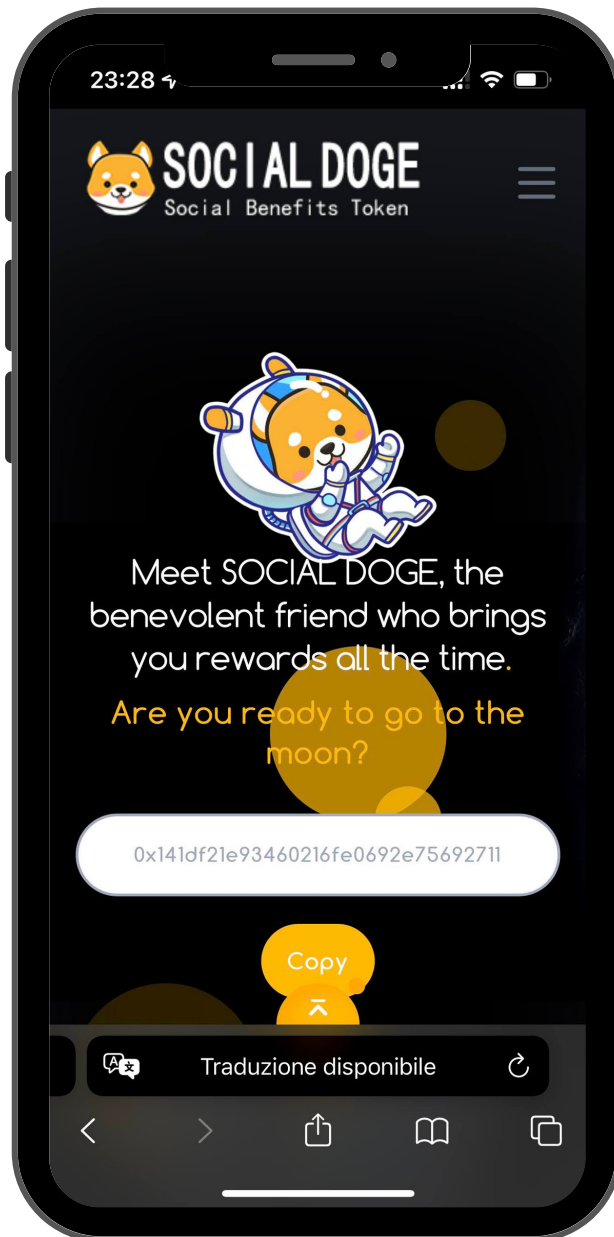 23:28
SOCIAL DOGE
Social Benefits Token
Meet SOCIAL DOGE, the
benevolent friend who brings
you rewards all the time.
Are you ready to go to the
moon?
0x141df21e93460216fe0692e75692711
Copy
Traduzione disponibile